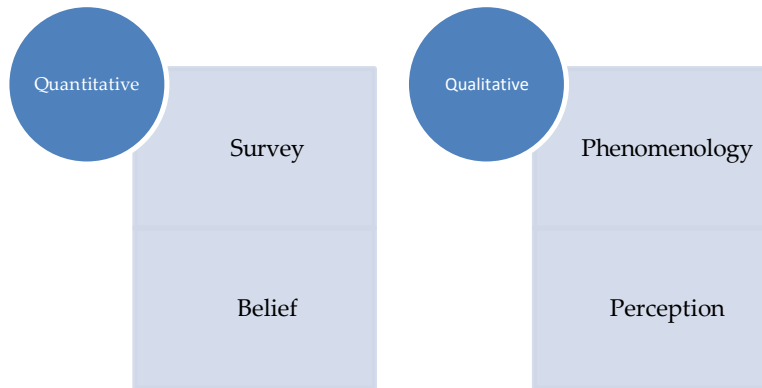 Quantitative
Survey
Belief
Qualitative
Phenomenology
Perception